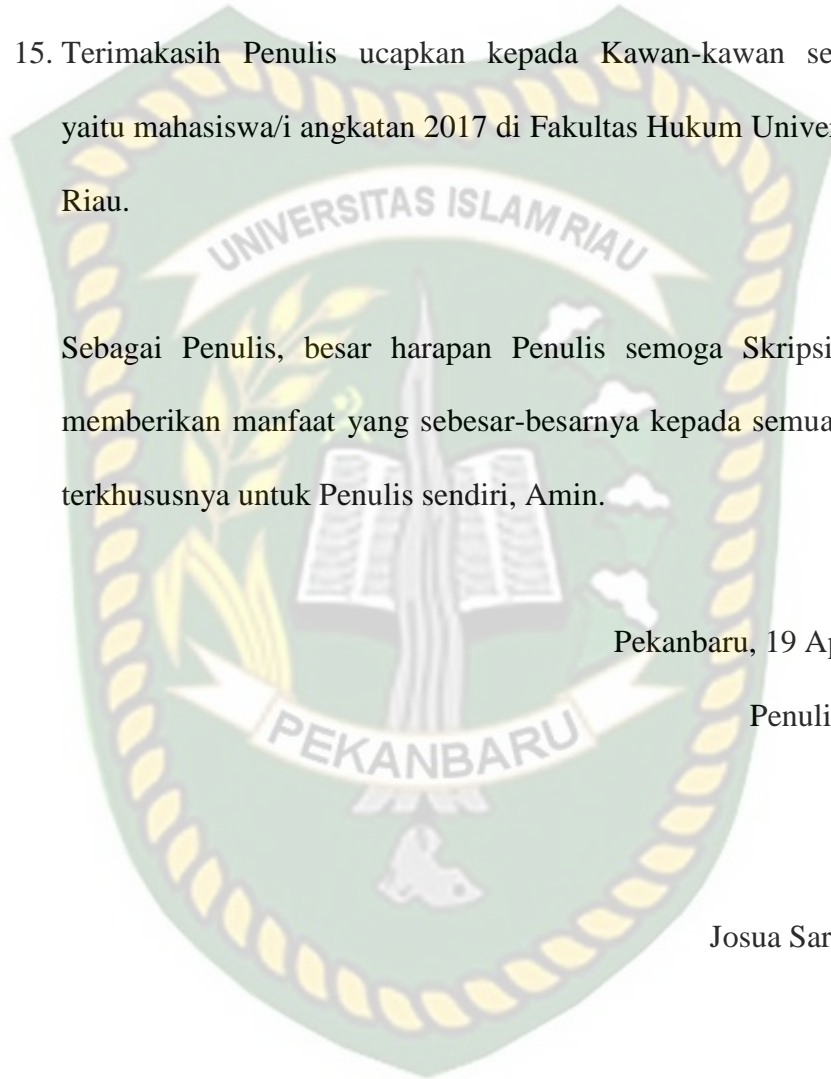 15. Terimakasih Penulis ucapkan kepada Kawan-kawan se
yaitu mahasiswa/i angkatan 2017 di Fakultas Hukum Univer
Riau.
UNIVERSITAS ISLAM RIAU
Sebagai Penulis, besar harapan Penulis semoga Skripsi
memberikan manfaat yang sebesar-besarnya kepada semua
terkhususnya untuk Penulis sendiri, Amin.
Pekanbaru, 19 Ap
Penuli
PEKANBARU
Josua Sar